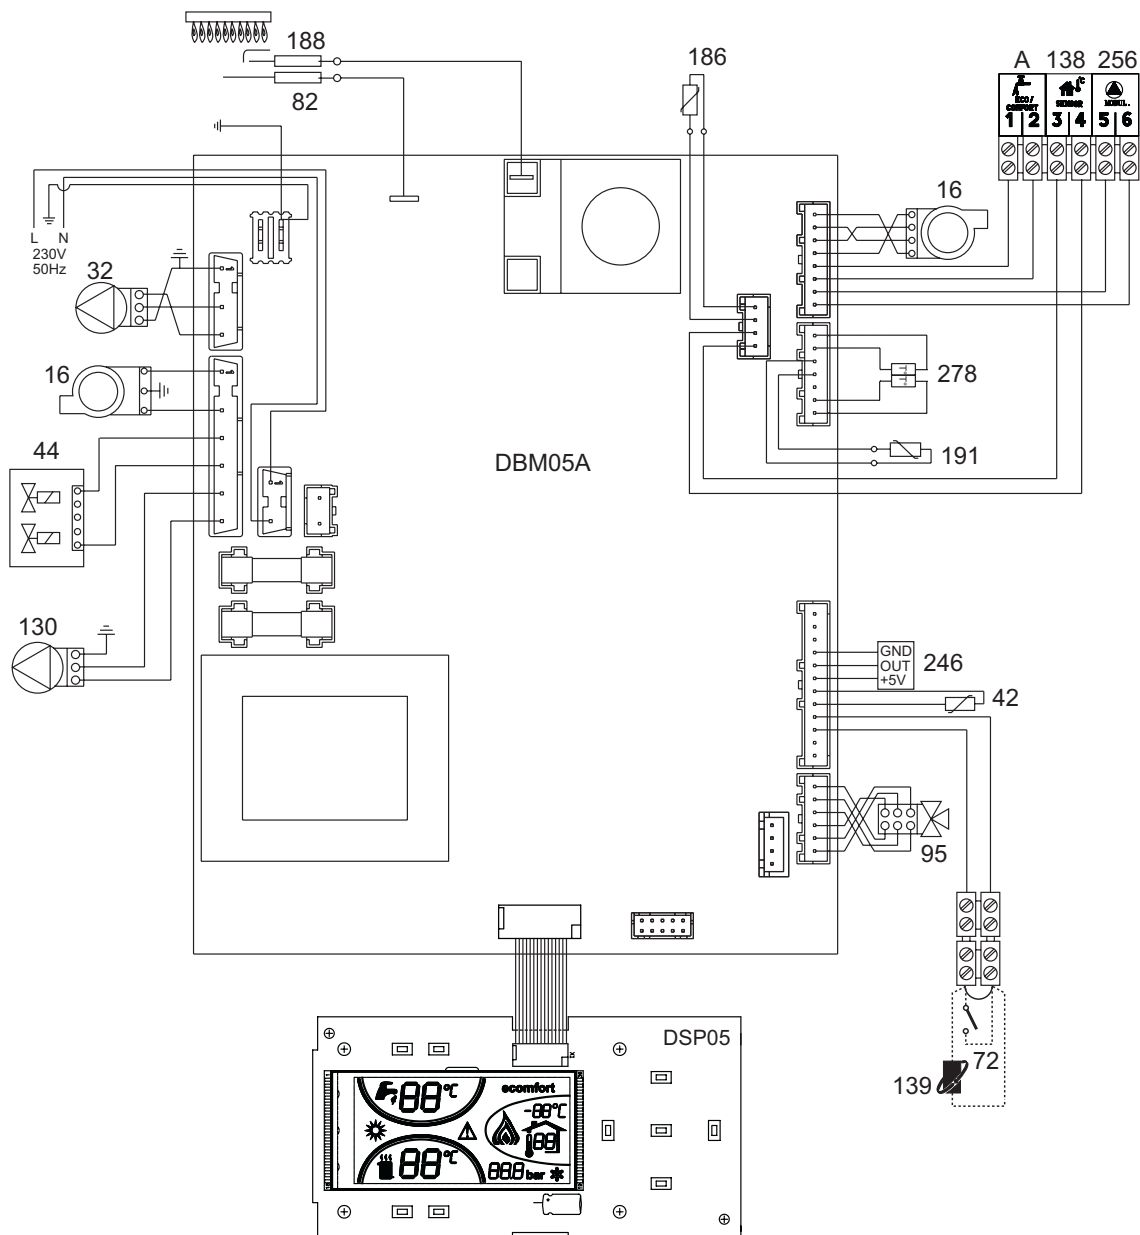 188
82
186
A 138 256
ECO/
COMFORT
SENSOR
MODUL.
1 2 3 4 5 6
16
L N
230V
50Hz
32
16
278
44
191
DBM05A
130
GND
OUT
+5V
246
42
95
DSP05
72
139
88°C
ecomfort
-88°C
88
88°C
88.8 bar